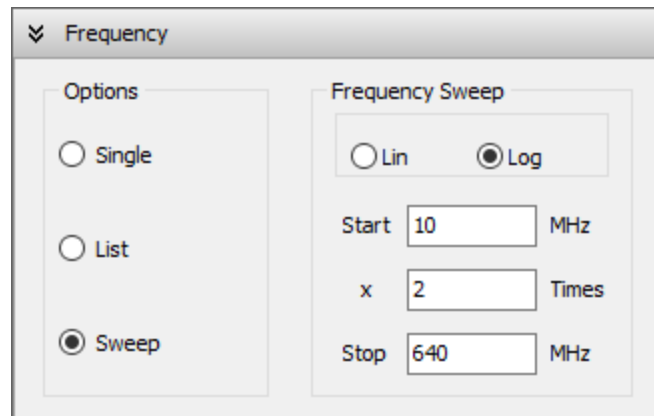 Frequency
Options
Single
List
Sweep
Frequency Sweep
Lin Log
Start 10 MHz
x 2 Times
Stop 640 MHz